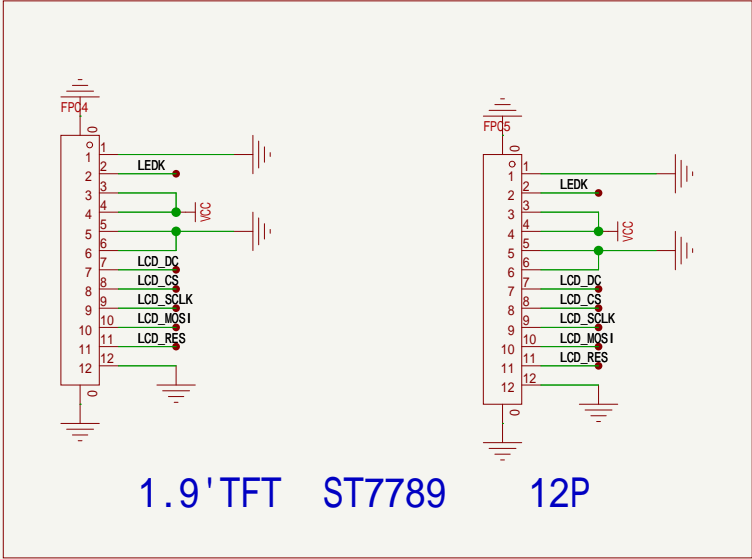 FPC4
0
1 1
2 2 LEDK
3 3
4 4 VCC
5 5
6 6
7 7 LCD_DC
8 8 LCD_CS
9 9 LCD_SCLK
10 10 LCD_MOSI
11 11 LCD_RES
12 12
0
FPC5
0
1 1
2 2 LEDK
3 3
4 4 VCC
5 5
6 6
7 7 LCD_DC
8 8 LCD_CS
9 9 LCD_SCLK
10 10 LCD_MOSI
11 11 LCD_RES
12 12
0
1.9'TFT ST7789 12P